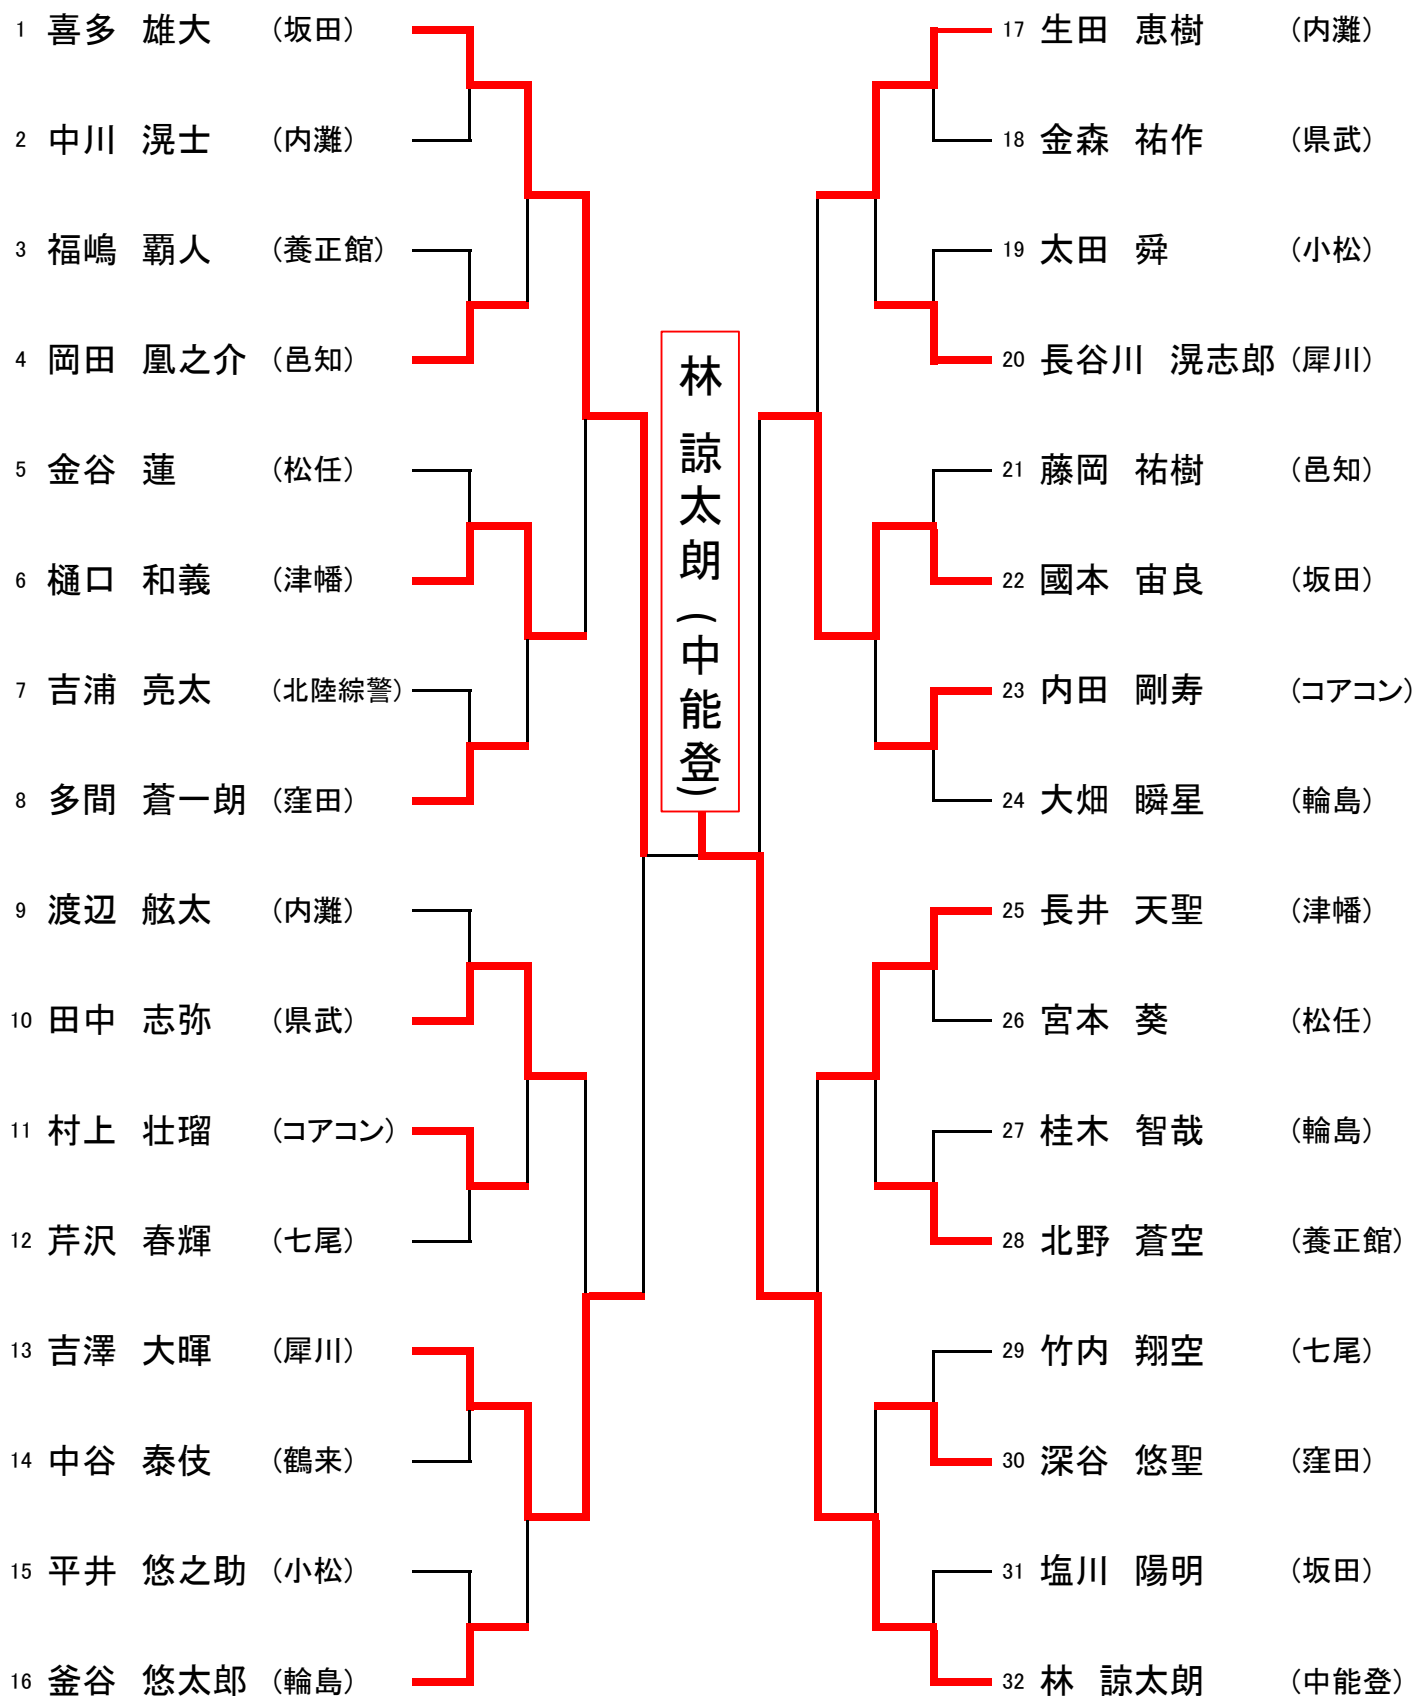 1 喜多 雄大 (坂田)
2 中川 滉士 (内灘)
3 福嶋 覇人 (養正館)
4 岡田 凰之介 (邑知)
5 金谷 蓮 (松任)
6 樋口 和義 (津幡)
7 吉浦 亮太 (北陸綜警)
8 多間 蒼一朗 (窪田)
9 渡辺 舷太 (内灘)
10 田中 志弥 (県武)
11 村上 壮瑠 (コアコン)
12 芹沢 春輝 (七尾)
13 吉澤 大暉 (犀川)
14 中谷 泰伎 (鶴来)
15 平井 悠之助 (小松)
16 釜谷 悠太郎 (輪島)
林 諒太朗(中能登)
17 生田 恵樹 (内灘)
18 金森 祐作 (県武)
19 太田 舜 (小松)
20 長谷川 滉志郎 (犀川)
21 藤岡 祐樹 (邑知)
22 國本 宙良 (坂田)
23 内田 剛寿 (コアコン)
24 大畑 瞬星 (輪島)
25 長井 天聖 (津幡)
26 宮本 葵 (松任)
27 桂木 智哉 (輪島)
28 北野 蒼空 (養正館)
29 竹内 翔空 (七尾)
30 深谷 悠聖 (窪田)
31 塩川 陽明 (坂田)
32 林 諒太朗 (中能登)